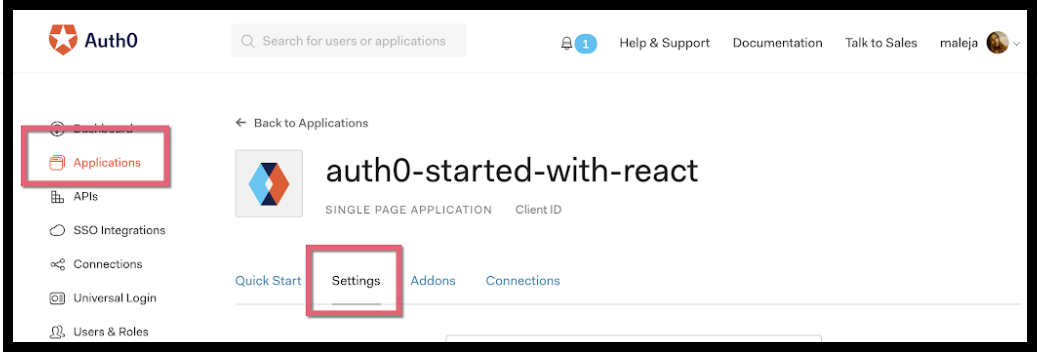 Auth0
Search for users or applications
1
Help & Support
Documentation
Talk to Sales
maleja
Dashboard
Applications
APIs
SSO Integrations
Connections
Universal Login
Users & Roles
← Back to Applications
auth0-started-with-react
SINGLE PAGE APPLICATION Client ID
Quick Start Settings Addons Connections